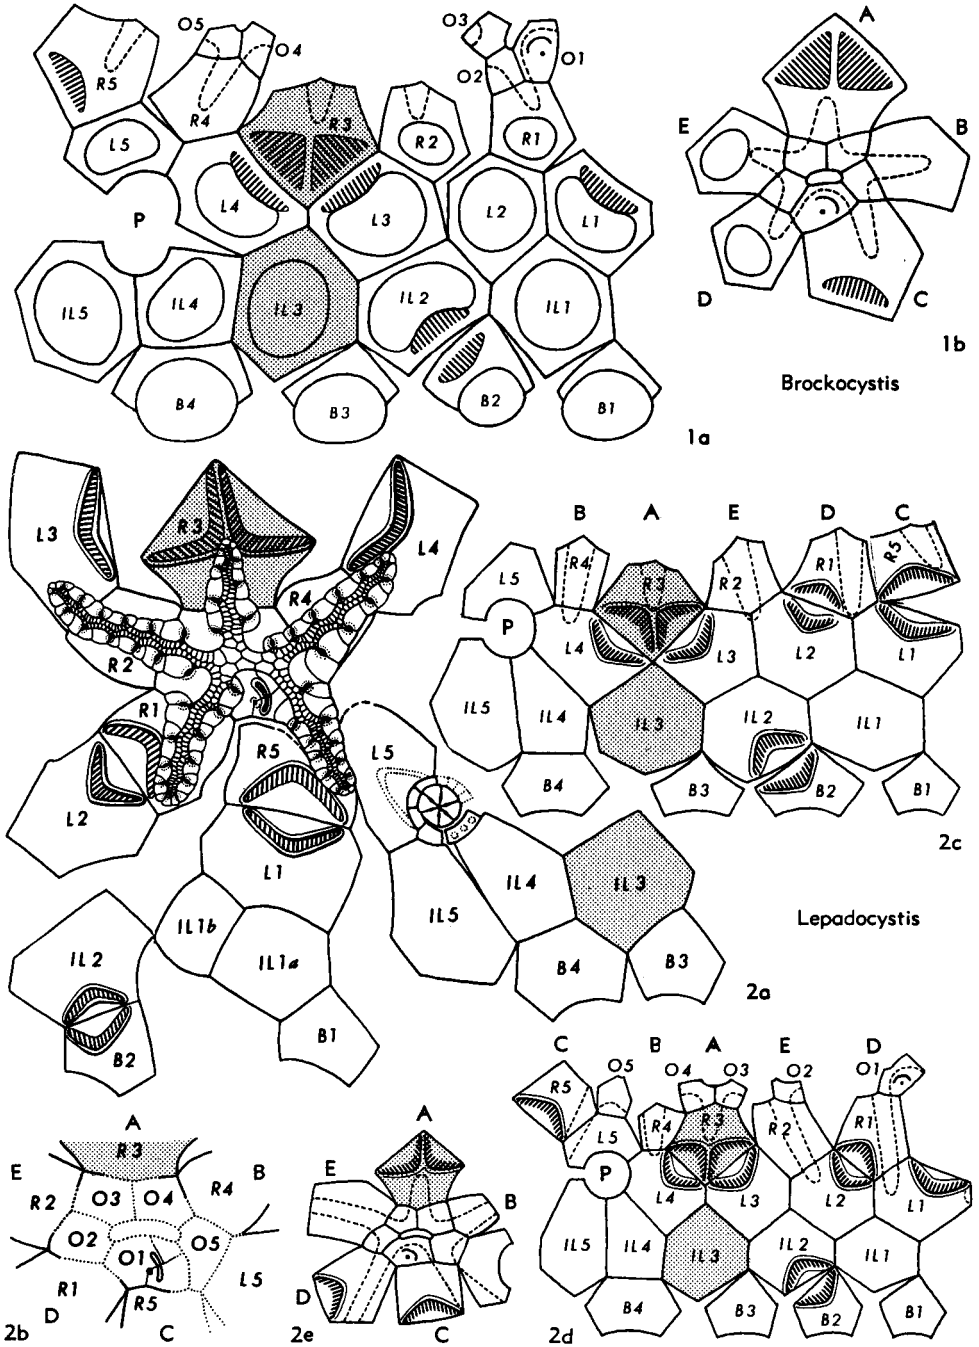 O5 O4 O3 O1 O2
R5 R4 R3 R2 R1
L5 L4 L3 L2 L1
P
IL5 IL4 IL3 IL2 IL1
B4 B3 B2 B1
1a
A
E B
D C
1b
Brockocystis
L3 R3 L4
R4
R2
R1
R5 L5
L2
L1
IL4 IL3
IL1b IL5
IL2 IL1a B4 B3
B2 B1
2a
B A E D C
L5 R4 R3 R2 R1 R5
P
L4 L3 L2 L1
IL5 IL4 IL3 IL2 IL1
B4 B3 B2 B1
2c
Lepadocystis
A
R3
E B
R2 O3 O4 R4
O2 O1 O5
R1 R5 L5
D C
2b
A
E B
D C
2e
C B A E D
O5 O4 O3 O2 O1
R5 R4 R3 R2 R1
L5
P
L4 L3 L2 L1
IL5 IL4 IL3 IL2 IL1
B4 B3 B2 B1
2d